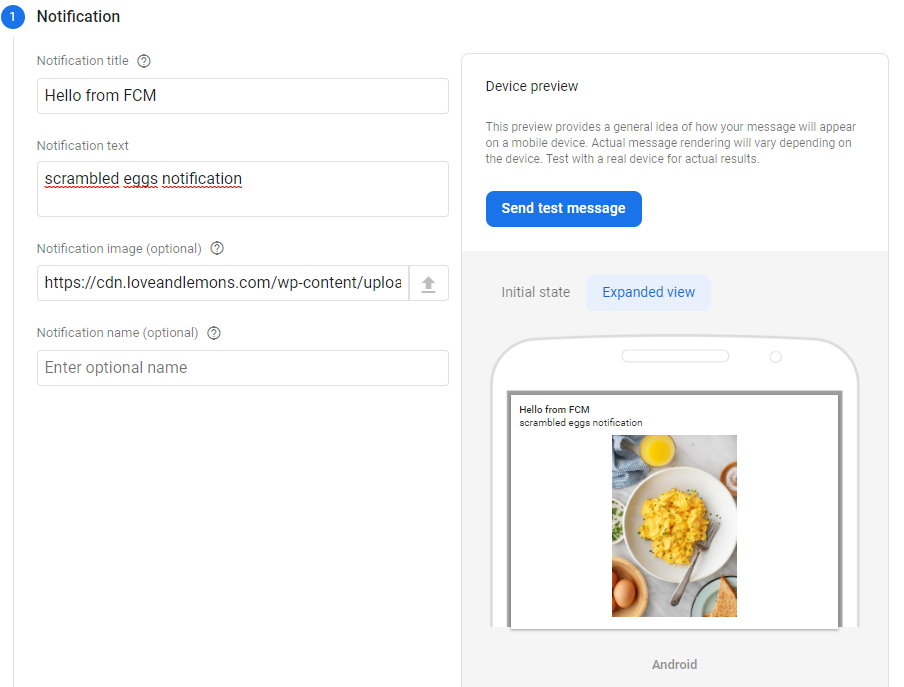 1 Notification
Notification title ?
Hello from FCM
Notification text
scrambled eggs notification
Notification image (optional) ?
https://cdn.loveandlemons.com/wp-content/uploa
Notification name (optional) ?
Enter optional name
Device preview
This preview provides a general idea of how your message will appear
on a mobile device. Actual message rendering will vary depending on
the device. Test with a real device for actual results.
Send test message
Initial state Expanded view
Hello from FCM
scrambled eggs notification
Android